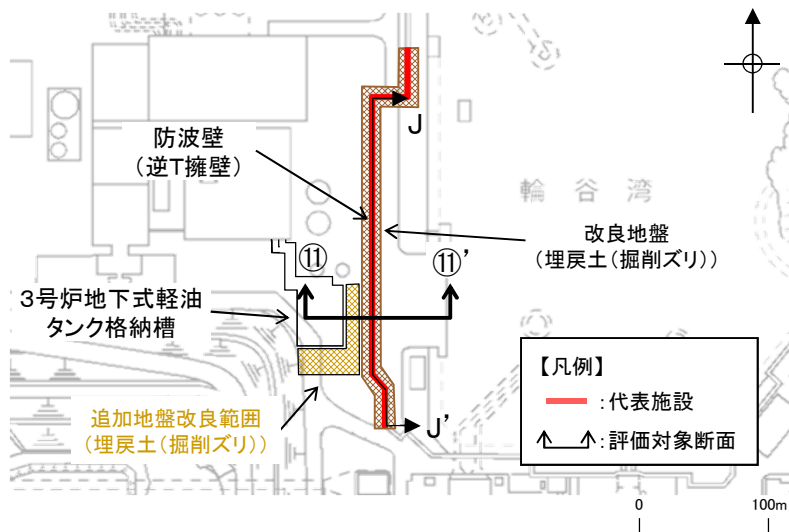 防波壁
（逆T擁壁）
J
輪谷湾
改良地盤
（埋戻土（掘削ズリ））
⑪
⑪’
３号炉地下式軽油
タンク格納槽
【凡例】
：代表施設
：評価対象断面
追加地盤改良範囲
（埋戻土（掘削ズリ））
J’
0
100m